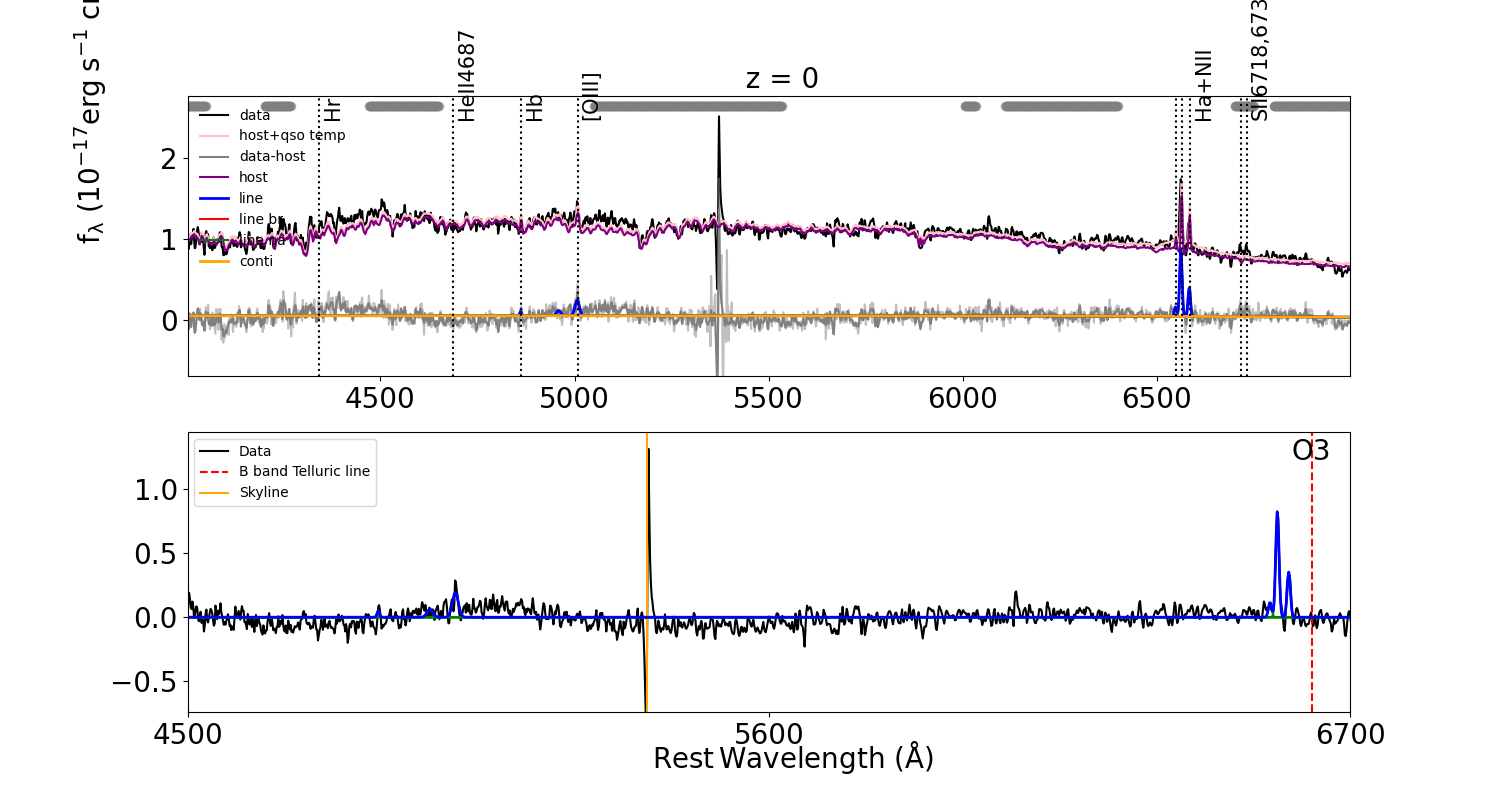 z = 0
f_λ (10^−17 erg s^−1
Hr
HeII4687
Hb
[OIII]
Ha+NII
SII6718,673
data
host+qso temp
data-host
host
line
line br
conti
2
1
0
4500 5000 5500 6000 6500
Data
B band Telluric line
Skyline
O3
1.0
0.5
0.0
−0.5
4500 5600 6700
Rest Wavelength (Å)